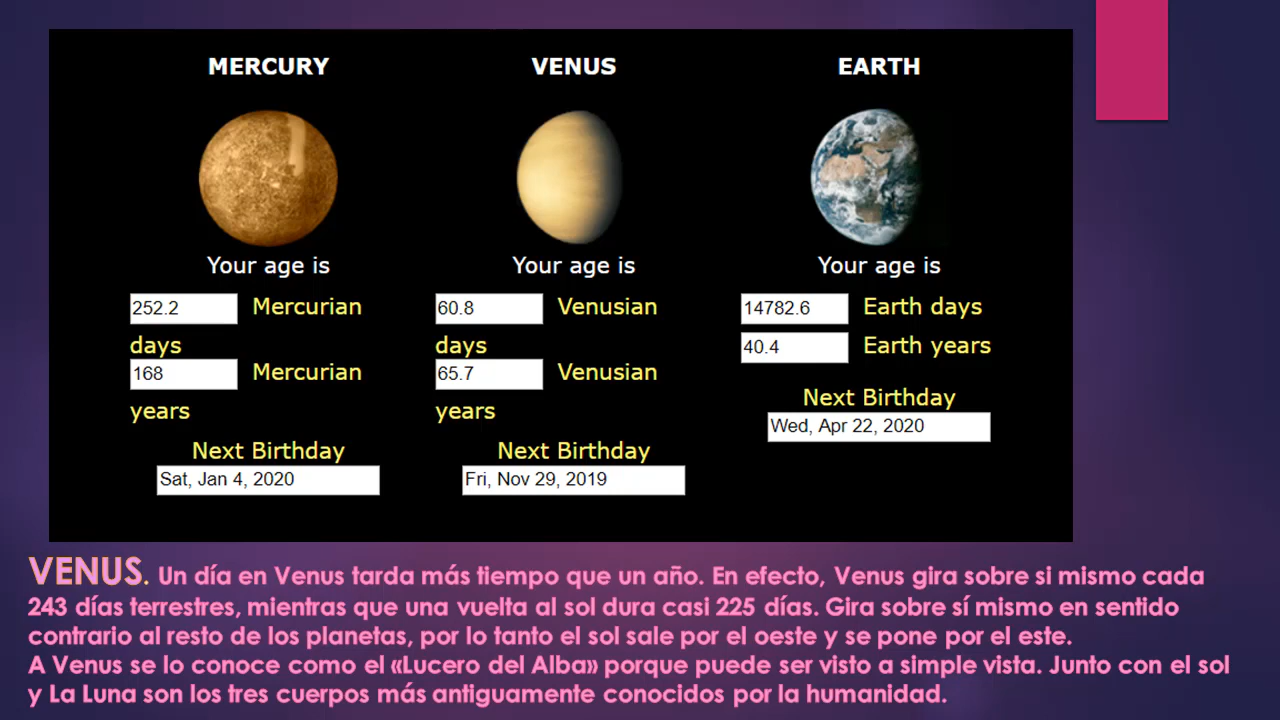 MERCURY
VENUS
EARTH
Your age is
252.2 Mercurian
days
168 Mercurian
years
Next Birthday
Sat, Jan 4, 2020
Your age is
60.8 Venusian
days
65.7 Venusian
years
Next Birthday
Fri, Nov 29, 2019
Your age is
14782.6 Earth days
40.4 Earth years
Next Birthday
Wed, Apr 22, 2020
VENUS. Un día en Venus tarda más tiempo que un año. En efecto, Venus gira sobre si mismo cada
243 días terrestres, mientras que una vuelta al sol dura casi 225 días. Gira sobre sí mismo en sentido
contrario al resto de los planetas, por lo tanto el sol sale por el oeste y se pone por el este.
A Venus se lo conoce como el «Lucero del Alba» porque puede ser visto a simple vista. Junto con el sol
y La Luna son los tres cuerpos más antiguamente conocidos por la humanidad.